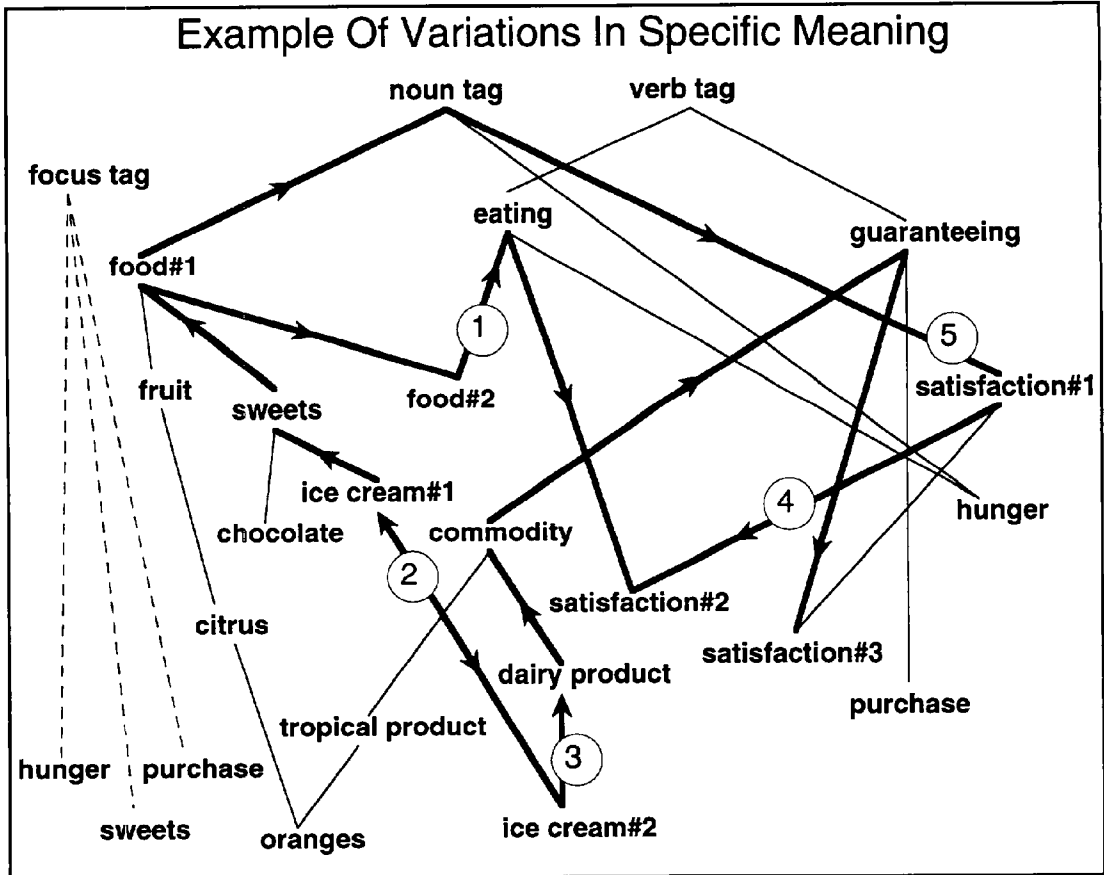 Example Of Variations In Specific Meaning
noun tag
verb tag
focus tag
eating
guaranteeing
food#1
1
5
fruit
sweets
food#2
satisfaction#1
ice cream#1
4
hunger
chocolate
commodity
2
satisfaction#2
citrus
satisfaction#3
dairy product
purchase
tropical product
3
hunger
purchase
sweets
oranges
ice cream#2